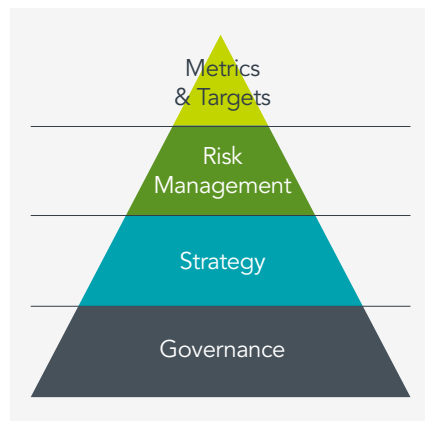 Metrics
& Targets
Risk
Management
Strategy
Governance